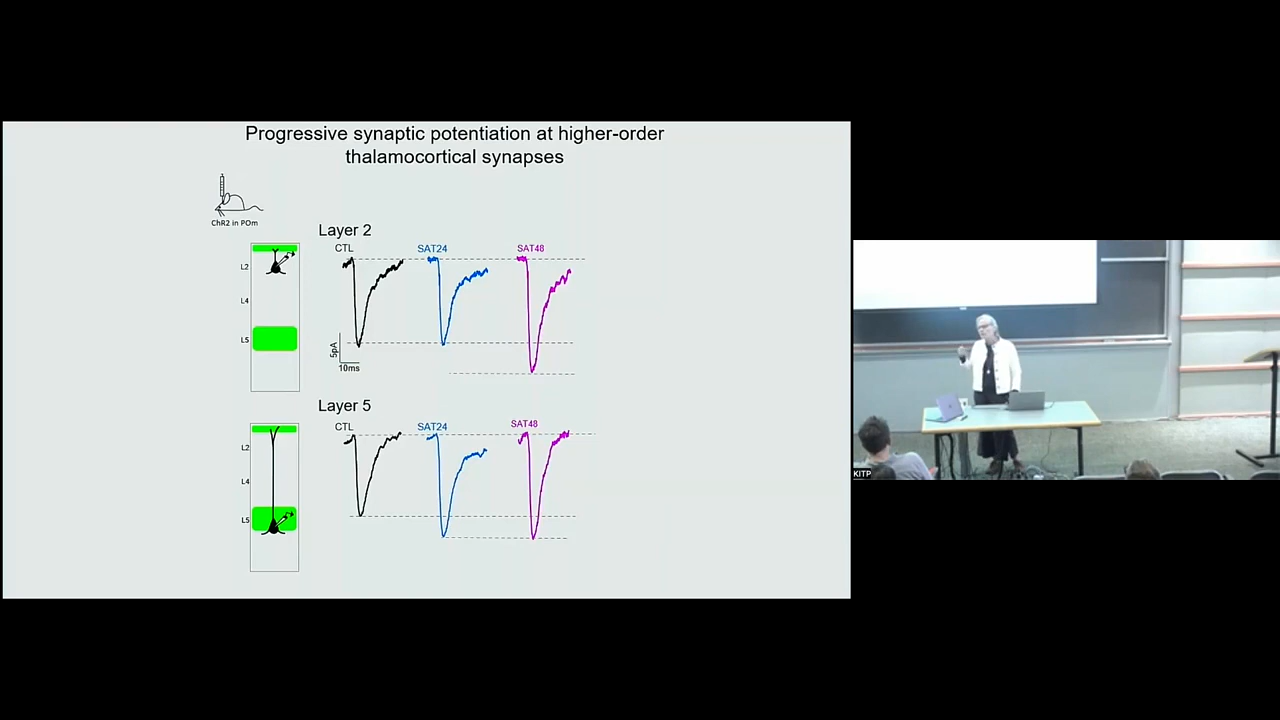 Progressive synaptic potentiation at higher-order
thalamocortical synapses
ChR2 in POm
Layer 2
CTL
SAT24
SAT48
L2
L4
L5
5pA
10ms
Layer 5
CTL
SAT24
SAT48
L2
L4
L5
KITP